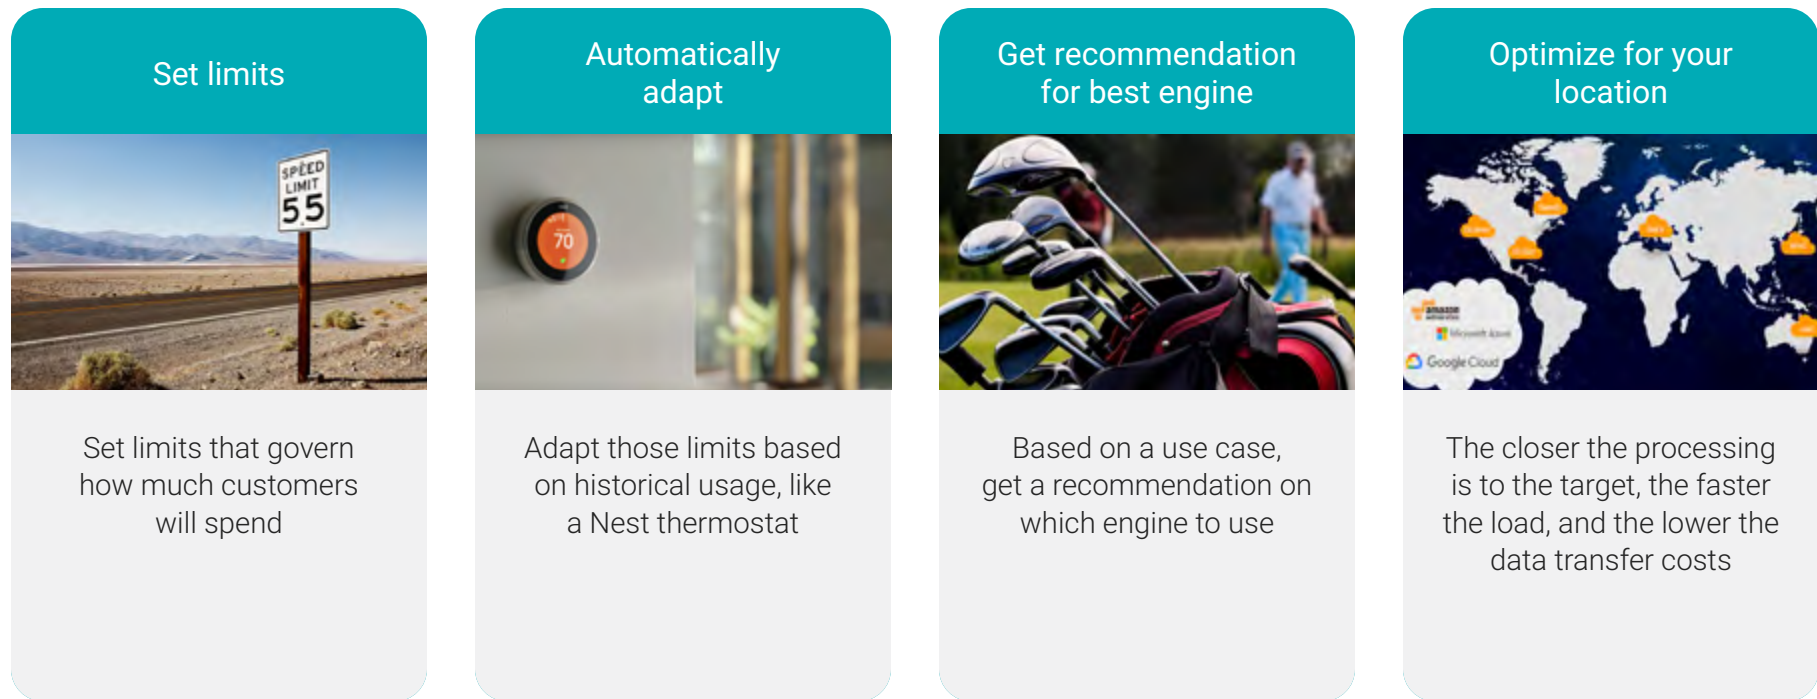 Set limits
SPEED
LIMIT
55
Set limits that govern
how much customers
will spend
Automatically
adapt
70
Adapt those limits based
on historical usage, like
a Nest thermostat
Get recommendation
for best engine
Based on a use case,
get a recommendation on
which engine to use
Optimize for your
location
amazon
Microsoft Azure
Google Cloud
The closer the processing
is to the target, the faster
the load, and the lower the
data transfer costs